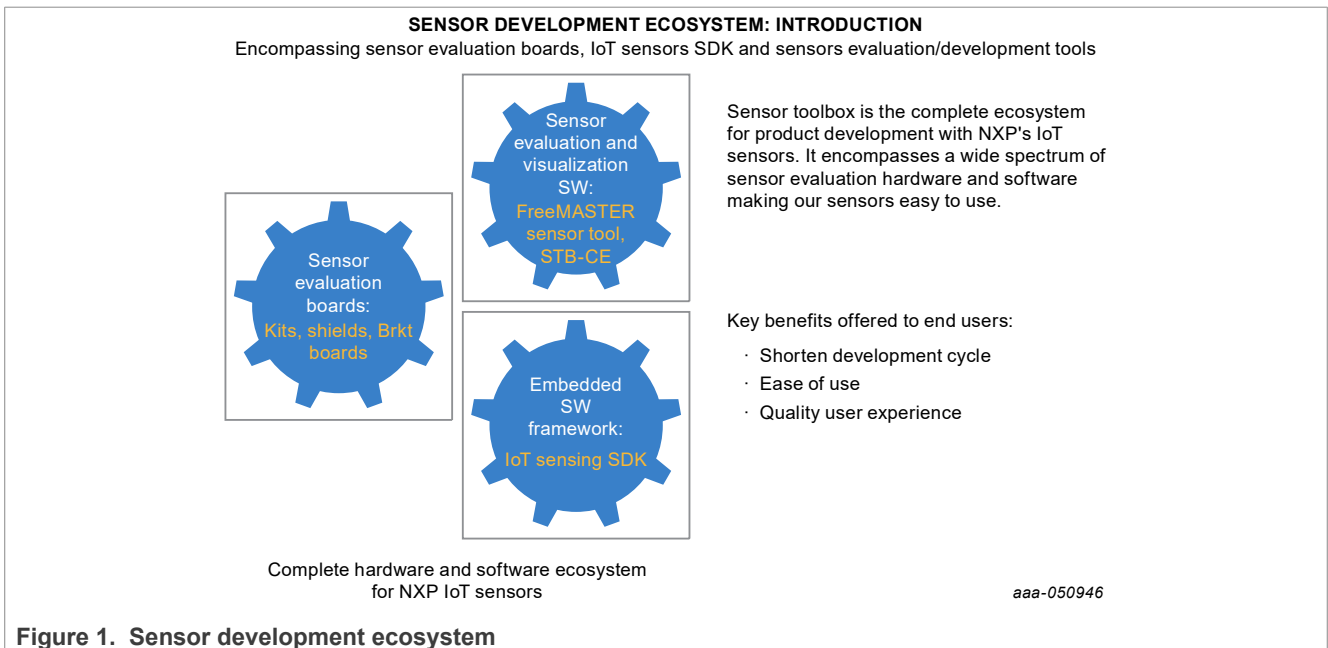 SENSOR DEVELOPMENT ECOSYSTEM: INTRODUCTION
Encompassing sensor evaluation boards, IoT sensors SDK and sensors evaluation/development tools
Sensor
evaluation and
visualization
SW:
FreeMASTER
sensor tool,
STB-CE
Sensor
evaluation
boards:
Kits, shields, Brkt
boards
Embedded
SW
framework:
IoT sensing SDK
Complete hardware and software ecosystem
for NXP IoT sensors
Sensor toolbox is the complete ecosystem
for product development with NXP's IoT
sensors. It encompasses a wide spectrum of
sensor evaluation hardware and software
making our sensors easy to use.
Key benefits offered to end users:
· Shorten development cycle
· Ease of use
· Quality user experience
aaa-050946
Figure 1. Sensor development ecosystem